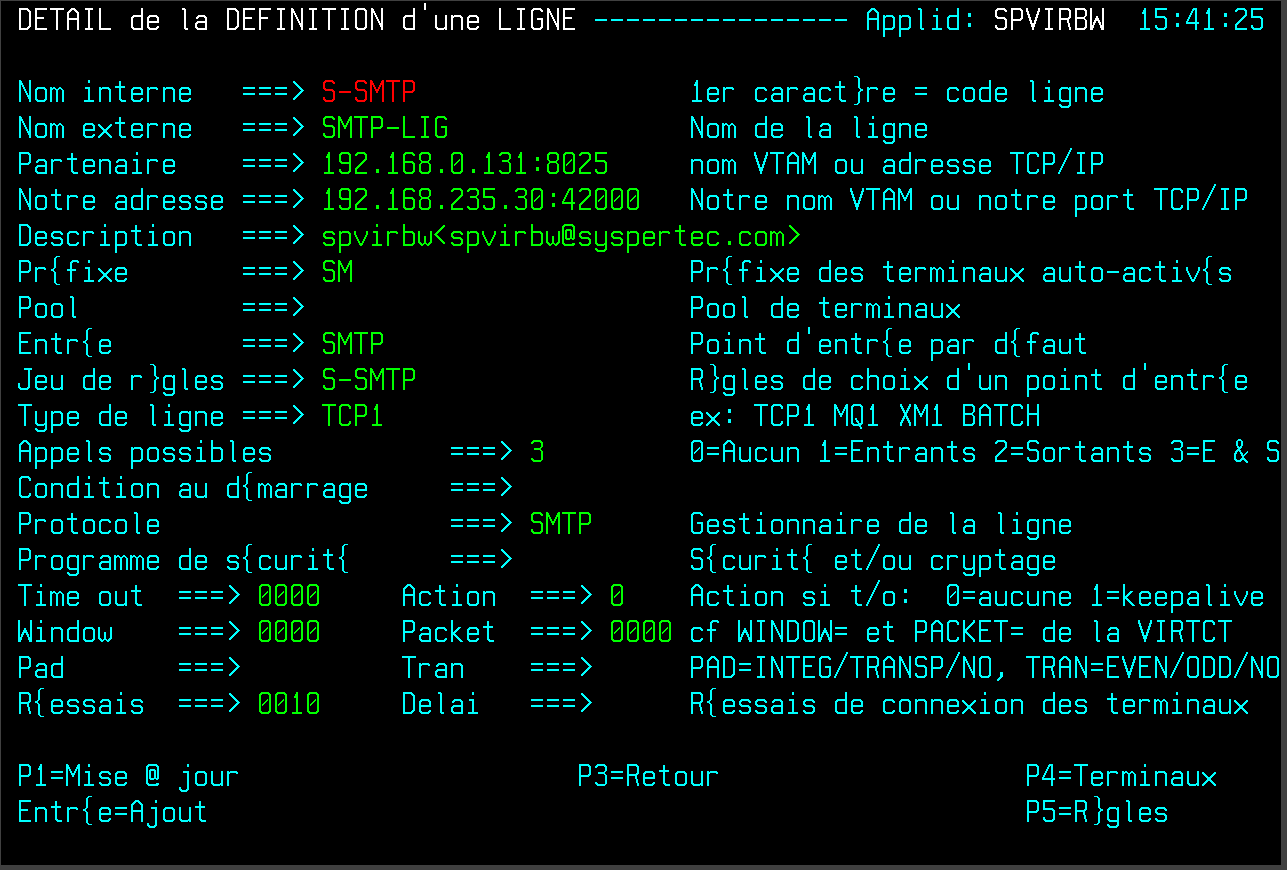 DETAIL de la DEFINITION d'une LIGNE ---------------- Applid: SPVIRBW  15:41:25
Nom interne   ===> S-SMTP                 1er caract}re = code ligne
Nom externe   ===> SMTP-LIG               Nom de la ligne
Partenaire    ===> 192.168.0.131:8025     nom VTAM ou adresse TCP/IP
Notre adresse ===> 192.168.235.30:42000   Notre nom VTAM ou notre port TCP/IP
Description   ===> spvirbw<spvirbw@syspertec.com>
Pr{fixe       ===> SM                     Pr{fixe des terminaux auto-activ{s
Pool          ===>                        Pool de terminaux
Entr{e        ===> SMTP                   Point d'entr{e par d{faut
Jeu de r}gles ===> S-SMTP                 R}gles de choix d'un point d'entr{e
Type de ligne ===> TCP1                   ex: TCP1 MQ1 XM1 BATCH
Appels possibles           ===> 3         0=Aucun 1=Entrants 2=Sortants 3=E & S
Condition au d{marrage     ===>
Protocole                  ===> SMTP      Gestionnaire de la ligne
Programme de s{curit{      ===>           S{curit{ et/ou cryptage
Time out  ===> 0000     Action  ===> 0    Action si t/o:  0=aucune 1=keepalive
Window    ===> 0000     Packet  ===> 0000 cf WINDOW= et PACKET= de la VIRTCT
Pad       ===>          Tran    ===>      PAD=INTEG/TRANSP/NO, TRAN=EVEN/ODD/NO
R{essais  ===> 0010     Delai   ===>      R{essais de connexion des terminaux
P1=Mise @ jour                     P3=Retour                   P4=Terminaux
Entr{e=Ajout                                                   P5=R}gles